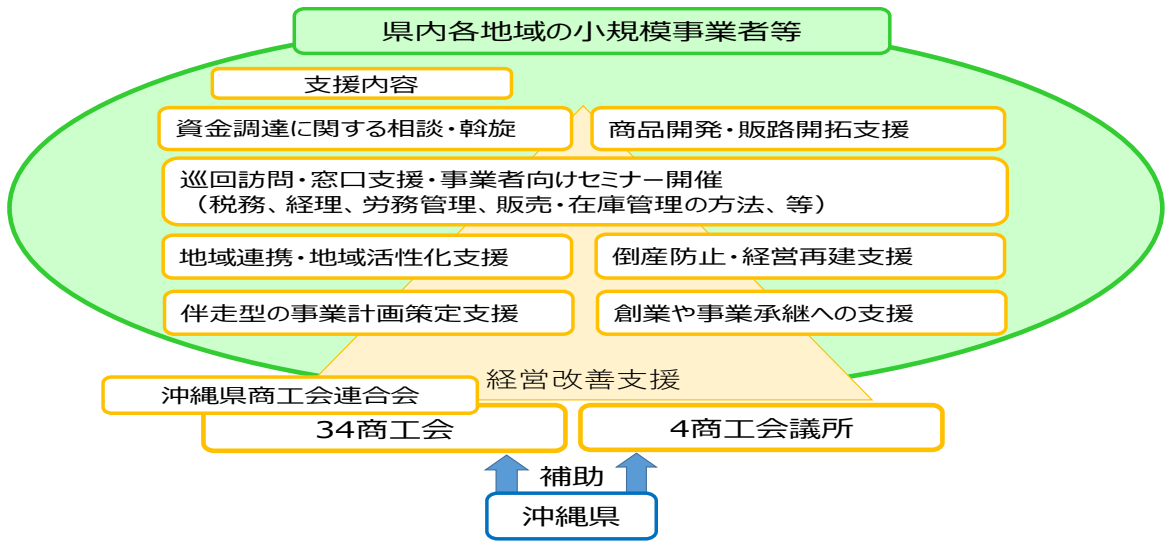 県内各地域の小規模事業者等
支援内容
資金調達に関する相談・斡旋
商品開発・販路開拓支援
巡回訪問・窓口支援・事業者向けセミナー開催
（税務、経理、労務管理、販売・在庫管理の方法、等）
地域連携・地域活性化支援
倒産防止・経営再建支援
伴走型の事業計画策定支援
創業や事業承継への支援
経営改善支援
沖縄県商工会連合会
34商工会
4商工会議所
補助
沖縄県